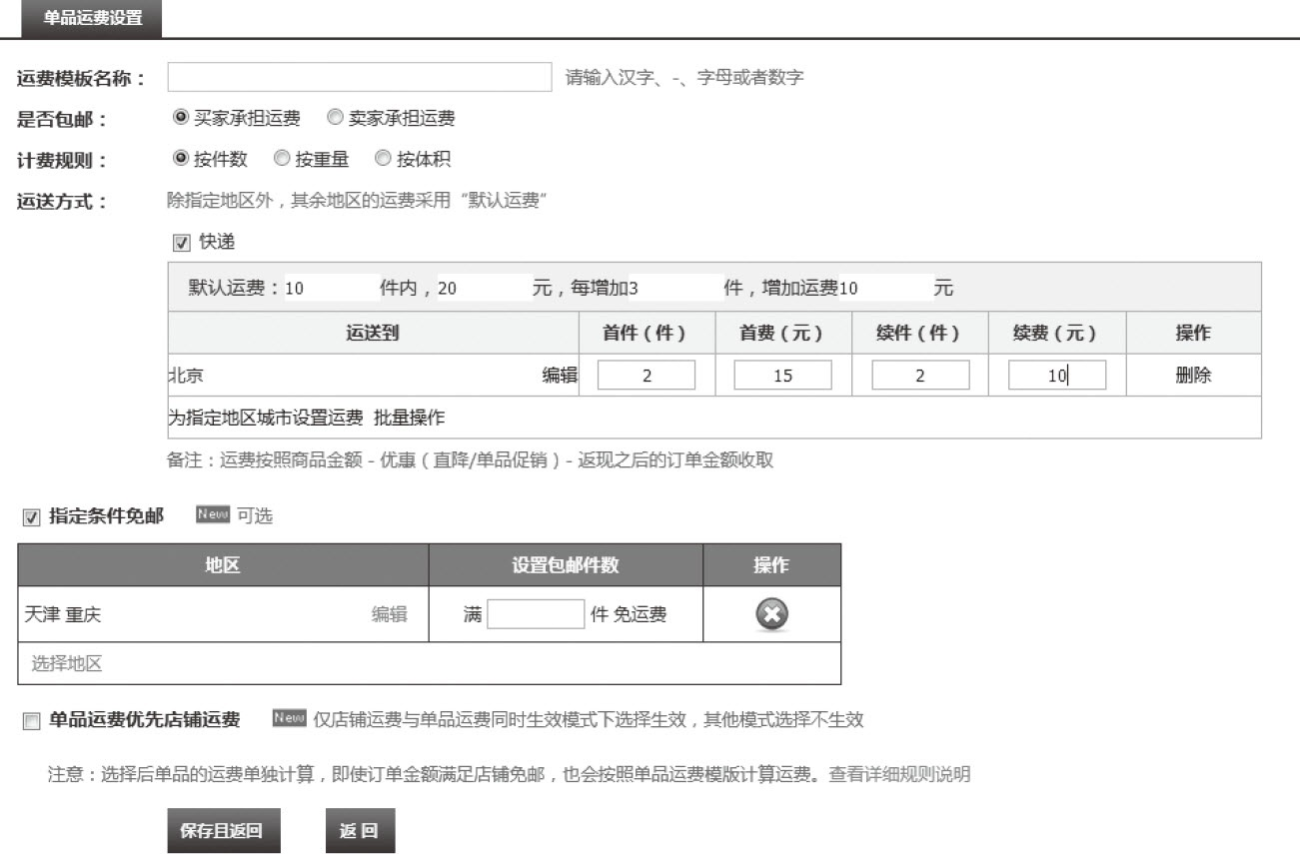 单品运费设置
运费模板名称： 请输入汉字、-、字母或者数字
是否包邮： 买家承担运费 卖家承担运费
计费规则： 按件数 按重量 按体积
运送方式： 除指定地区外，其余地区的运费采用“默认运费”
快递
默认运费：10 件内，20 元，每增加3 件，增加运费10 元
运送到 首件（件） 首费（元） 续件（件） 续费（元） 操作
北京 编辑 2 15 2 10 删除
为指定地区城市设置运费 批量操作
备注：运费按照商品金额 - 优惠（直降/单品促销）- 返现之后的订单金额收取
指定条件免邮 New 可选
地区 设置包邮件数 操作
天津 重庆 编辑 满 件 免运费
选择地区
单品运费优先店铺运费 New 仅店铺运费与单品运费同时生效模式下选择生效，其他模式选择不生效
注意：选择后单品的运费单独计算，即使订单金额满足店铺免邮，也会按照单品运费模版计算运费。查看详细规则说明
保存且返回 返 回